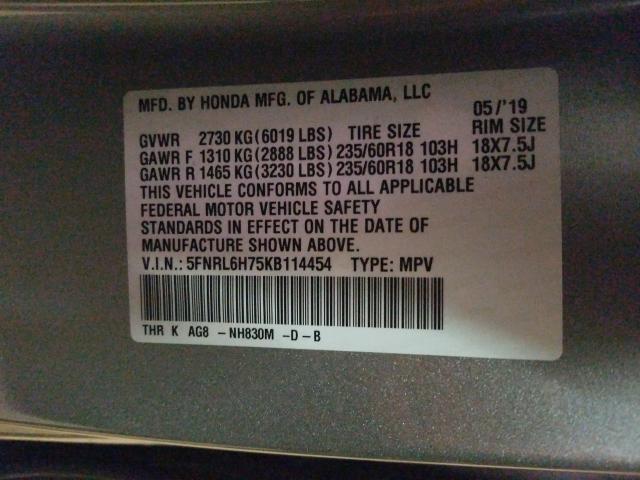 MFD. BY HONDA MFG. OF ALABAMA, LLC 05/'19
GVWR 2730 KG(6019 LBS) TIRE SIZE RIM SIZE
GAWR F 1310 KG(2888 LBS) 235/60R18 103H 18X7.5J
GAWR R 1465 KG(3230 LBS) 235/60R18 103H 18X7.5J
THIS VEHICLE CONFORMS TO ALL APPLICABLE
FEDERAL MOTOR VEHICLE SAFETY
STANDARDS IN EFFECT ON THE DATE OF
MANUFACTURE SHOWN ABOVE.
V.I.N.: 5FNRL6H75KB114454 TYPE: MPV
THR K AG8 - NH830M - D - B